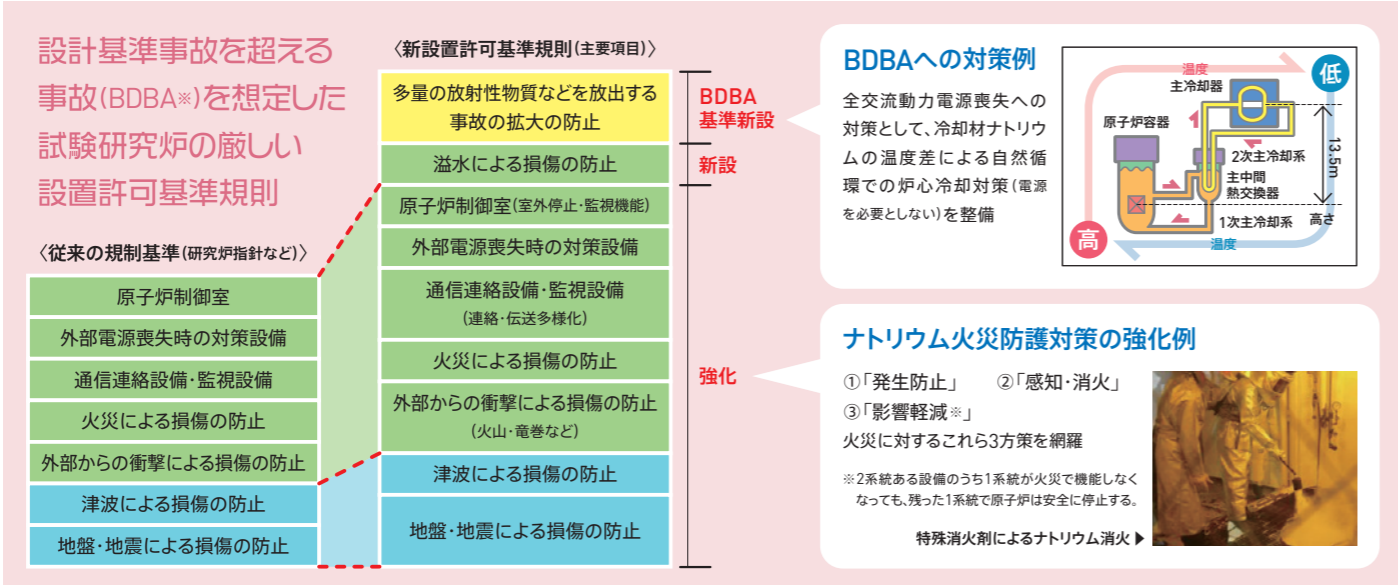 設計基準事故を超える
事故(BDBA※)を想定した
試験研究炉の厳しい
設置許可基準規則
〈従来の規制基準(研究炉指針など)〉
原子炉制御室
外部電源喪失時の対策設備
通信連絡設備・監視設備
火災による損傷の防止
外部からの衝撃による損傷の防止
津波による損傷の防止
地盤・地震による損傷の防止
〈新設置許可基準規則(主要項目)〉
多量の放射性物質などを放出する
事故の拡大の防止
溢水による損傷の防止
原子炉制御室(室外停止・監視機能)
外部電源喪失時の対策設備
通信連絡設備・監視設備
(連絡・伝送多様化)
火災による損傷の防止
外部からの衝撃による損傷の防止
(火山・竜巻など)
津波による損傷の防止
地盤・地震による損傷の防止
BDBA
基準新設
新設
強化
BDBAへの対策例
全交流動力電源喪失への
対策として、冷却材ナトリウ
ムの温度差による自然循
環での炉心冷却対策(電源
を必要としない)を整備
温度
低
主冷却器
原子炉容器
13.5m
2次主冷却系
主中間
熱交換器
1次主冷却系
高さ
高
温度
ナトリウム火災防護対策の強化例
①「発生防止」 ②「感知・消火」
③「影響軽減※」
火災に対するこれら3方策を網羅
※2系統ある設備のうち1系統が火災で機能しなく
なっても、残った1系統で原子炉は安全に停止する。
特殊消火剤によるナトリウム消火▶